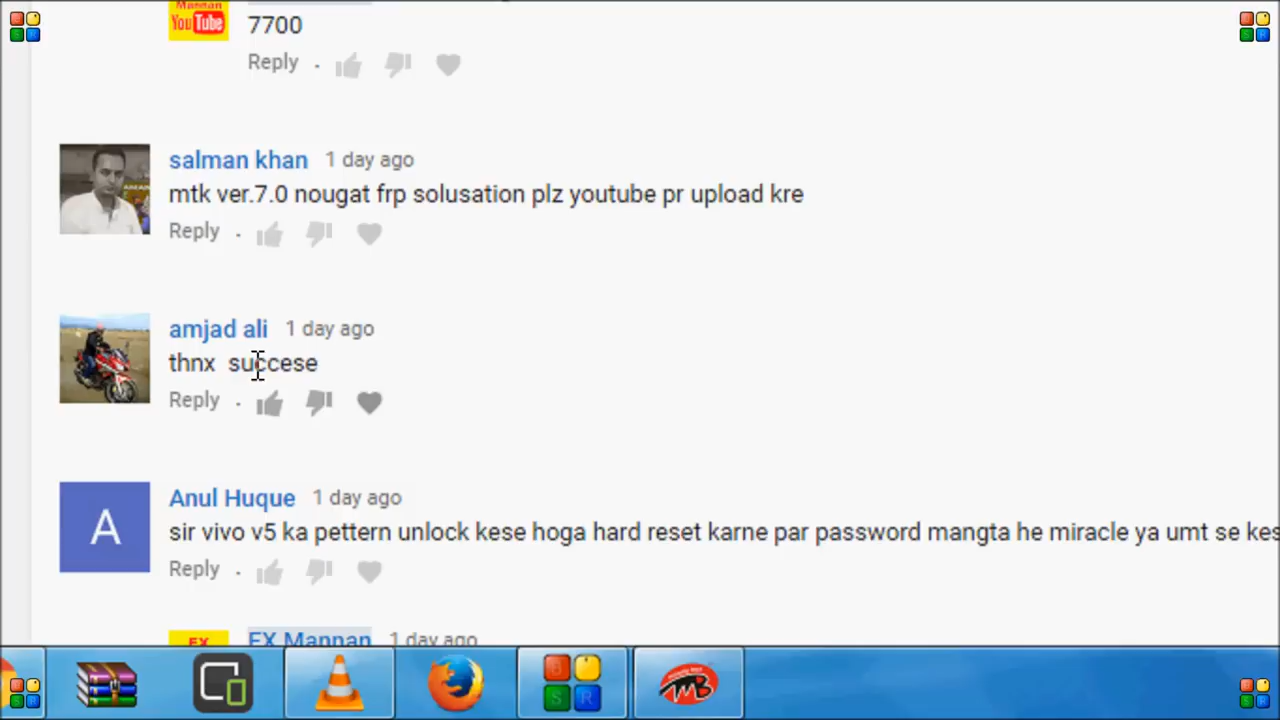 Mannan
YouTube
7700
Reply
salman khan 1 day ago
mtk ver.7.0 nougat frp solusation plz youtube pr upload kre
Reply
amjad ali 1 day ago
thnx succese
Reply
A
Anul Huque 1 day ago
sir vivo v5 ka pettern unlock kese hoga hard reset karne par password mangta he miracle ya umt se kes
Reply
EX
EX Mannan 1 day ago
B
S R